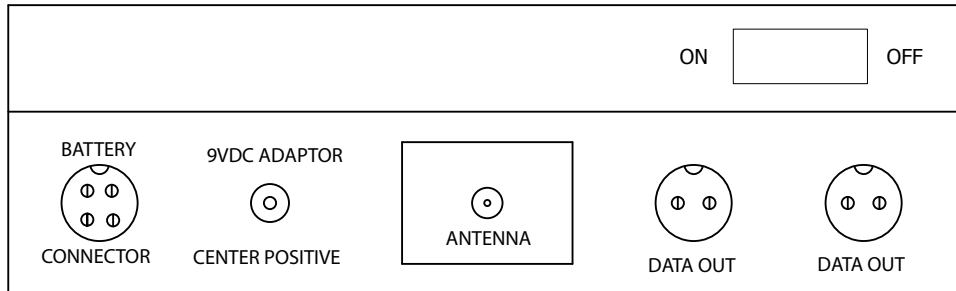 ON
OFF
BATTERY
CONNECTOR
9VDC ADAPTOR
CENTER POSITIVE
ANTENNA
DATA OUT
DATA OUT